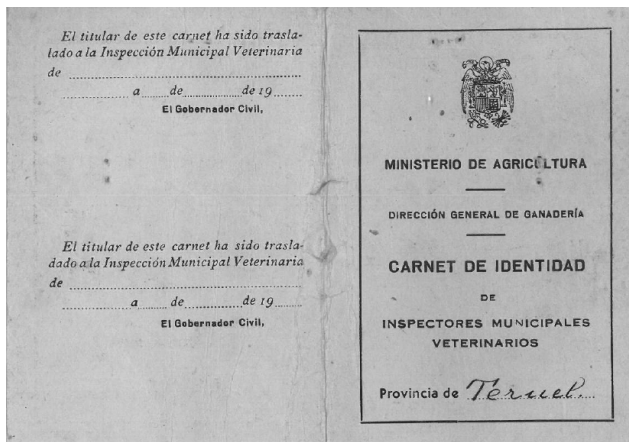 El titular de este carnet ha sido trasla-
lado a la Inspección Municipal Veterinaria
de
a de de 19
El Gobernador Civil,
El titular de este carnet ha sido trasla-
dado a la Inspección Municipal Veterinaria
de
a de de 19
El Gobernador Civil,
MINISTERIO DE AGRICULTURA
DIRECCIÓN GENERAL DE GANADERÍA
CARNET DE IDENTIDAD
DE
INSPECTORES MUNICIPALES
VETERINARIOS
Provincia de Teruel